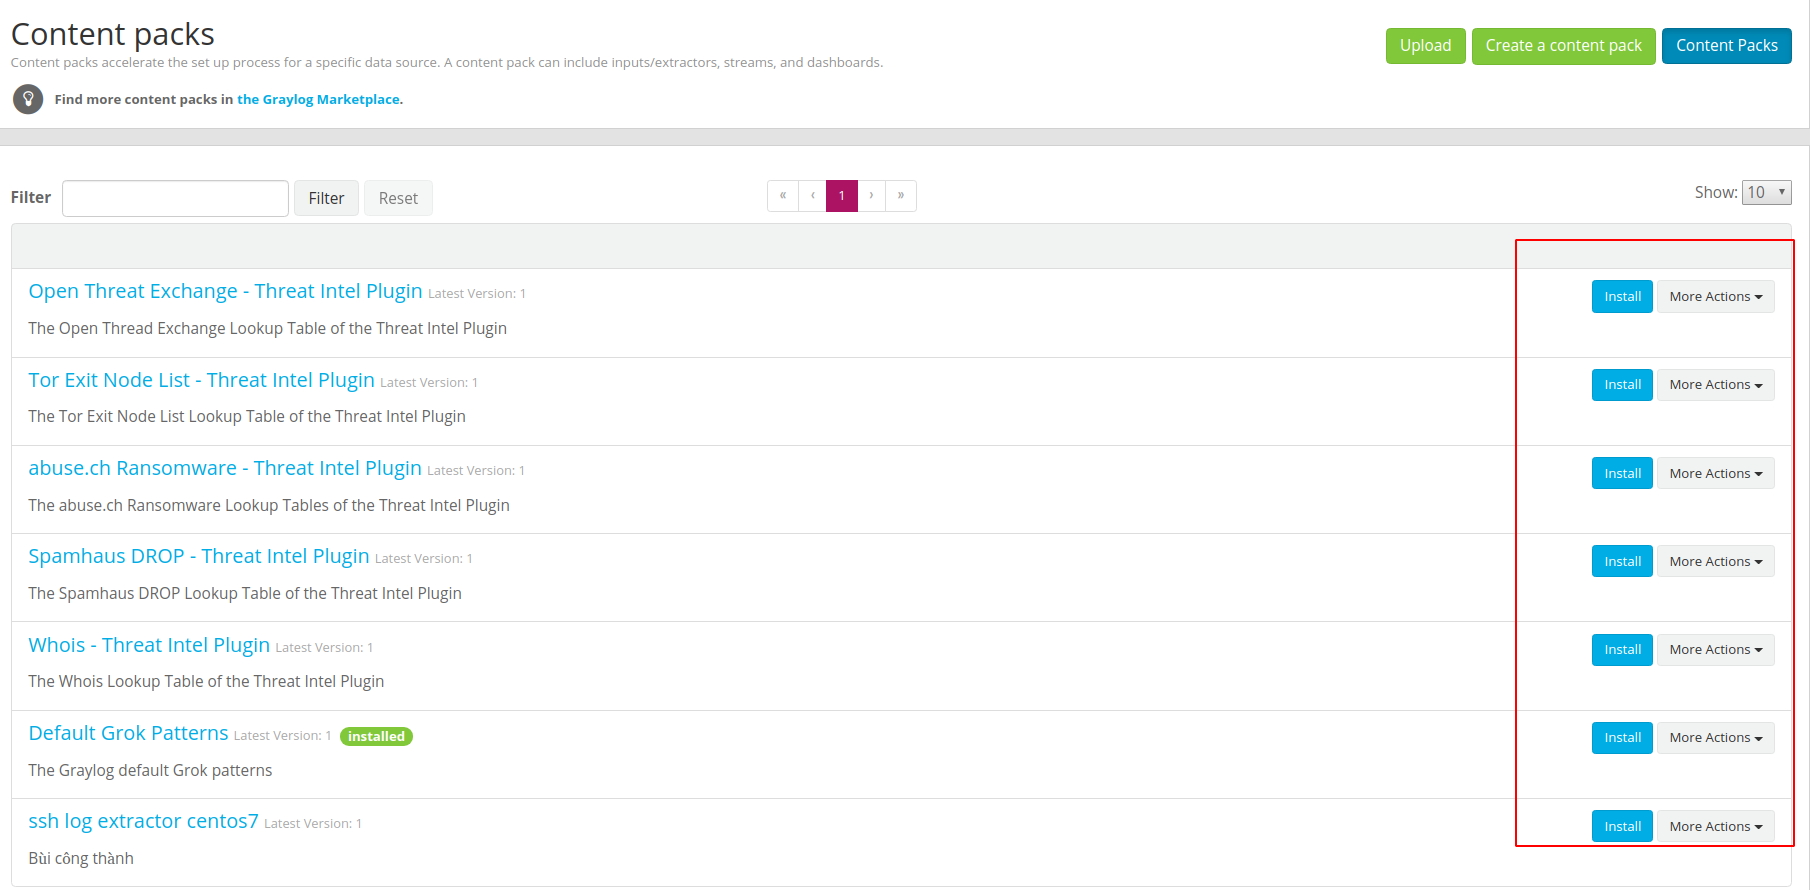 Content packs
Upload Create a content pack Content Packs
Content packs accelerate the set up process for a specific data source. A content pack can include inputs/extractors, streams, and dashboards.
Find more content packs in the Graylog Marketplace.
Filter Filter Reset « ‹ 1 › » Show: 10
Open Threat Exchange - Threat Intel Plugin Latest Version: 1 Install More Actions
The Open Thread Exchange Lookup Table of the Threat Intel Plugin
Tor Exit Node List - Threat Intel Plugin Latest Version: 1 Install More Actions
The Tor Exit Node List Lookup Table of the Threat Intel Plugin
abuse.ch Ransomware - Threat Intel Plugin Latest Version: 1 Install More Actions
The abuse.ch Ransomware Lookup Tables of the Threat Intel Plugin
Spamhaus DROP - Threat Intel Plugin Latest Version: 1 Install More Actions
The Spamhaus DROP Lookup Table of the Threat Intel Plugin
Whois - Threat Intel Plugin Latest Version: 1 Install More Actions
The Whois Lookup Table of the Threat Intel Plugin
Default Grok Patterns Latest Version: 1 installed Install More Actions
The Graylog default Grok patterns
ssh log extractor centos7 Latest Version: 1 Install More Actions
Bùi công thành